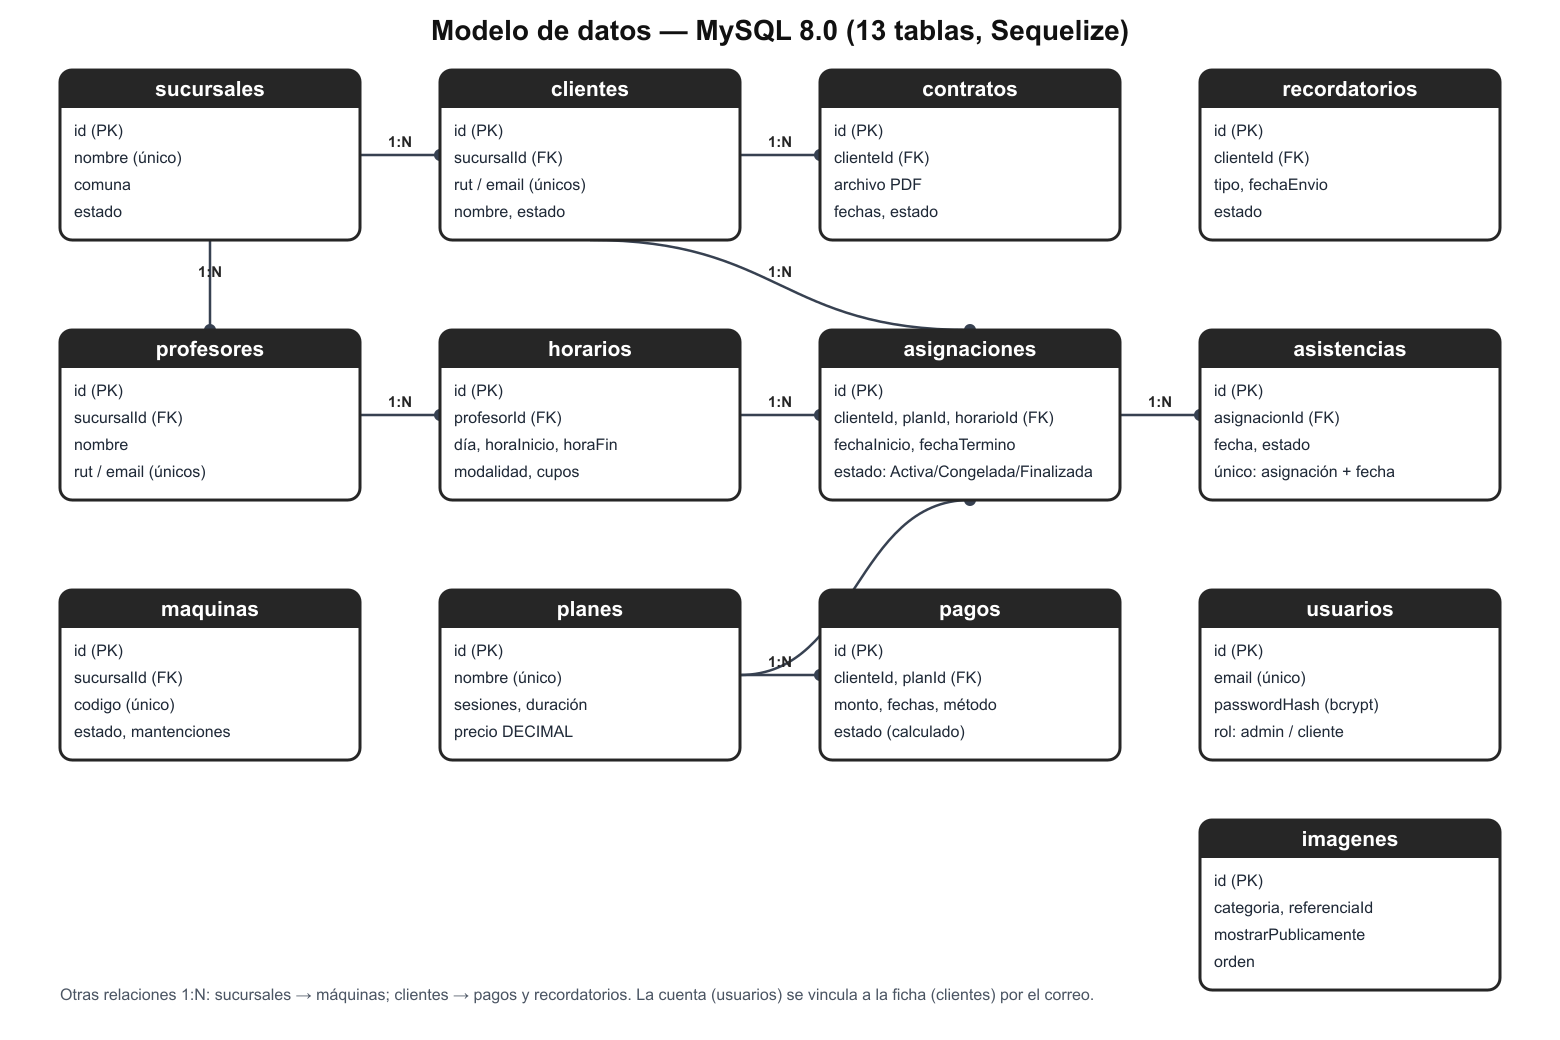 Modelo de datos — MySQL 8.0 (13 tablas, Sequelize)
sucursales
id (PK)
nombre (único)
comuna
estado
1:N
clientes
id (PK)
sucursalId (FK)
rut / email (únicos)
nombre, estado
1:N
contratos
id (PK)
clienteId (FK)
archivo PDF
fechas, estado
recordatorios
id (PK)
clienteId (FK)
tipo, fechaEnvio
estado
1:N
1:N
profesores
id (PK)
sucursalId (FK)
nombre
rut / email (únicos)
1:N
horarios
id (PK)
profesorId (FK)
día, horaInicio, horaFin
modalidad, cupos
1:N
asignaciones
id (PK)
clienteId, planId, horarioId (FK)
fechaInicio, fechaTermino
estado: Activa/Congelada/Finalizada
1:N
asistencias
id (PK)
asignacionId (FK)
fecha, estado
único: asignación + fecha
maquinas
id (PK)
sucursalId (FK)
codigo (único)
estado, mantenciones
planes
id (PK)
nombre (único)
sesiones, duración
precio DECIMAL
1:N
pagos
id (PK)
clienteId, planId (FK)
monto, fechas, método
estado (calculado)
usuarios
id (PK)
email (único)
passwordHash (bcrypt)
rol: admin / cliente
imagenes
id (PK)
categoria, referenciaId
mostrarPublicamente
orden
Otras relaciones 1:N: sucursales → máquinas; clientes → pagos y recordatorios. La cuenta (usuarios) se vincula a la ficha (clientes) por el correo.